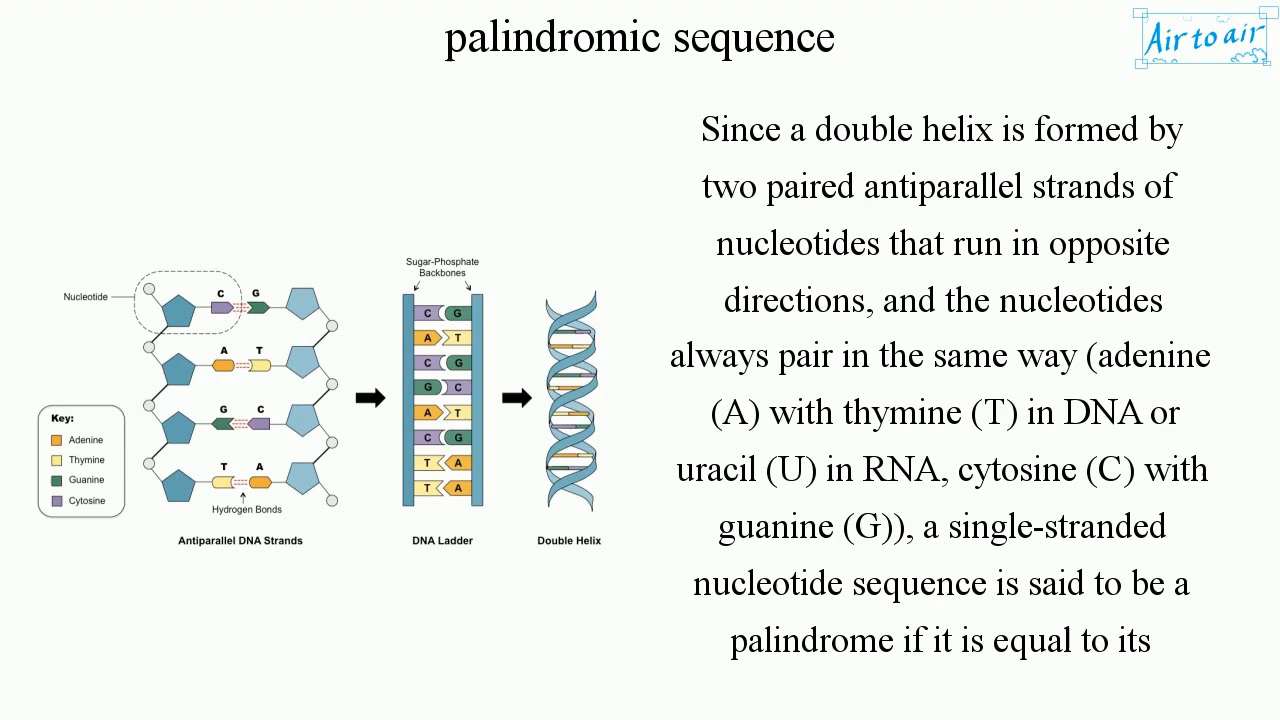 palindromic sequence
Air to air
Since a double helix is formed by
two paired antiparallel strands of
nucleotides that run in opposite
directions, and the nucleotides
always pair in the same way (adenine
(A) with thymine (T) in DNA or
uracil (U) in RNA, cytosine (C) with
guanine (G)), a single-stranded
nucleotide sequence is said to be a
palindrome if it is equal to its
Nucleotide
C G
A T
G C
T A
Hydrogen Bonds
Antiparallel DNA Strands
Key:
Adenine
Thymine
Guanine
Cytosine
Sugar-Phosphate
Backbones
C G
A T
C G
G C
A T
C G
T A
T A
DNA Ladder
Double Helix